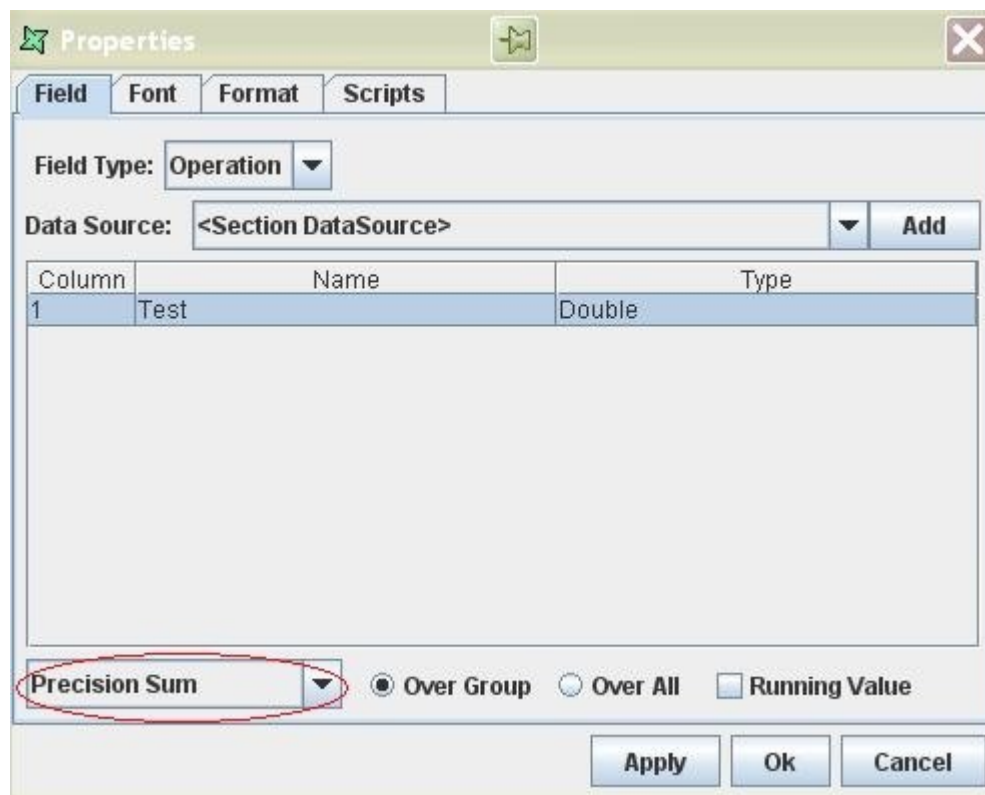 Properties
Field Font Format Scripts
Field Type: Operation
Data Source: <Section DataSource> Add
Column Name Type
1 Test Double
Precision Sum Over Group Over All Running Value
Apply Ok Cancel